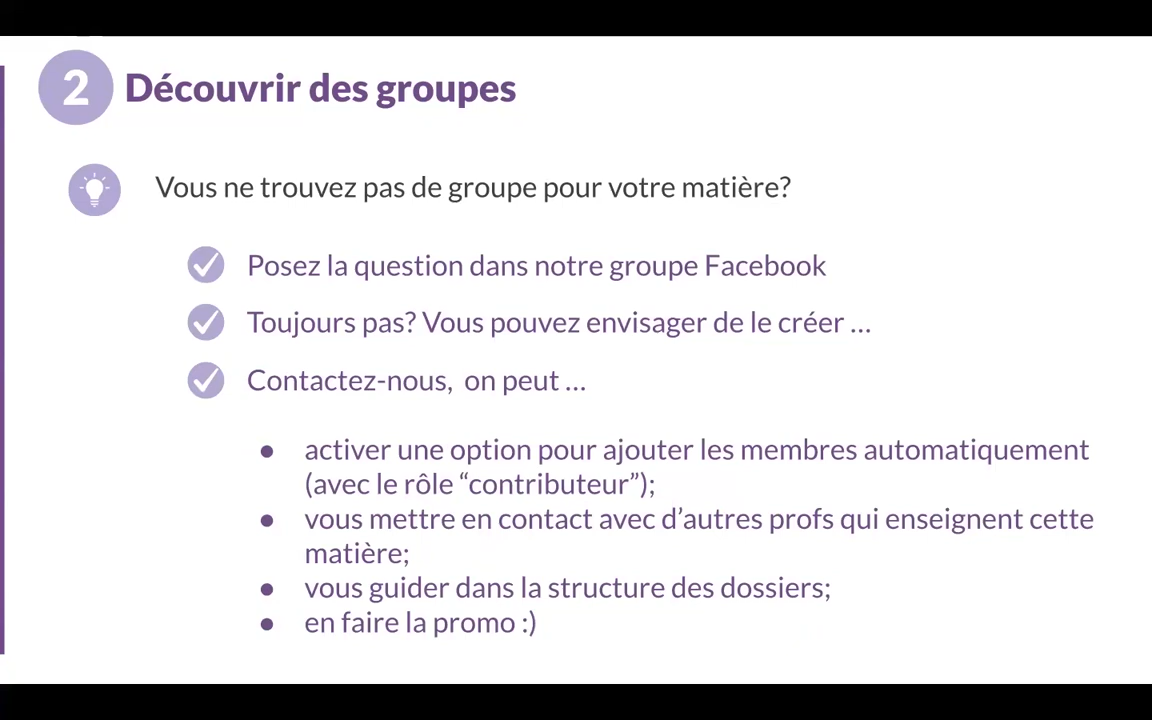 2 Découvrir des groupes
Vous ne trouvez pas de groupe pour votre matière?
Posez la question dans notre groupe Facebook
Toujours pas? Vous pouvez envisager de le créer ...
Contactez-nous,  on peut ...
● activer une option pour ajouter les membres automatiquement
(avec le rôle “contributeur”);
● vous mettre en contact avec d’autres profs qui enseignent cette
matière;
● vous guider dans la structure des dossiers;
● en faire la promo :)